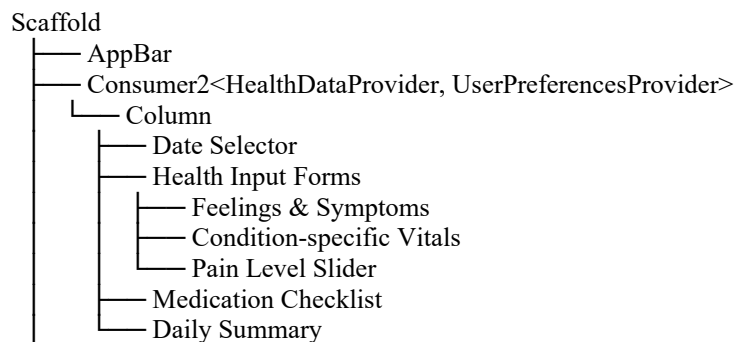 Scaffold
AppBar
Consumer2<HealthDataProvider, UserPreferencesProvider>
Column
Date Selector
Health Input Forms
Feelings & Symptoms
Condition-specific Vitals
Pain Level Slider
Medication Checklist
Daily Summary